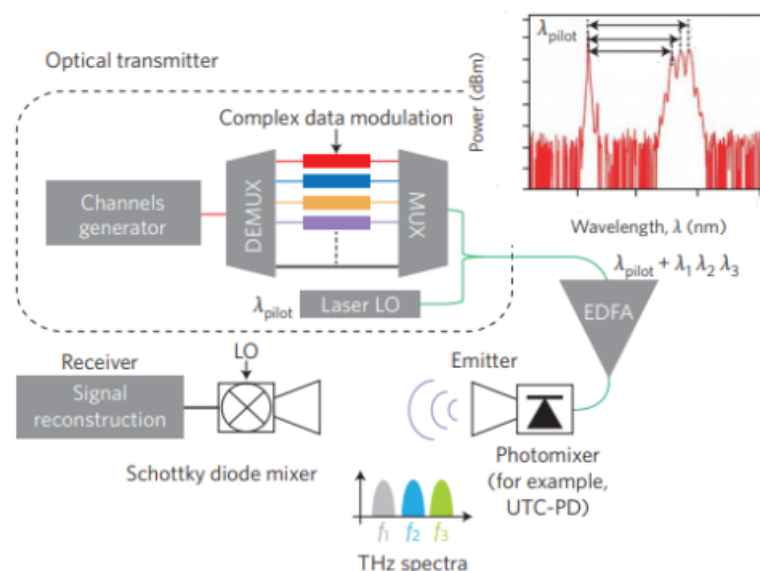 λpilot
Power (dBm)
Wavelength, λ (nm)
Optical transmitter
Complex data modulation
Channels
generator
DEMUX
MUX
λpilot
Laser LO
λpilot + λ1 λ2 λ3
EDFA
Receiver
LO
Signal
reconstruction
Schottky diode mixer
Emitter
Photomixer
(for example,
UTC-PD)
f1 f2 f3
THz spectra